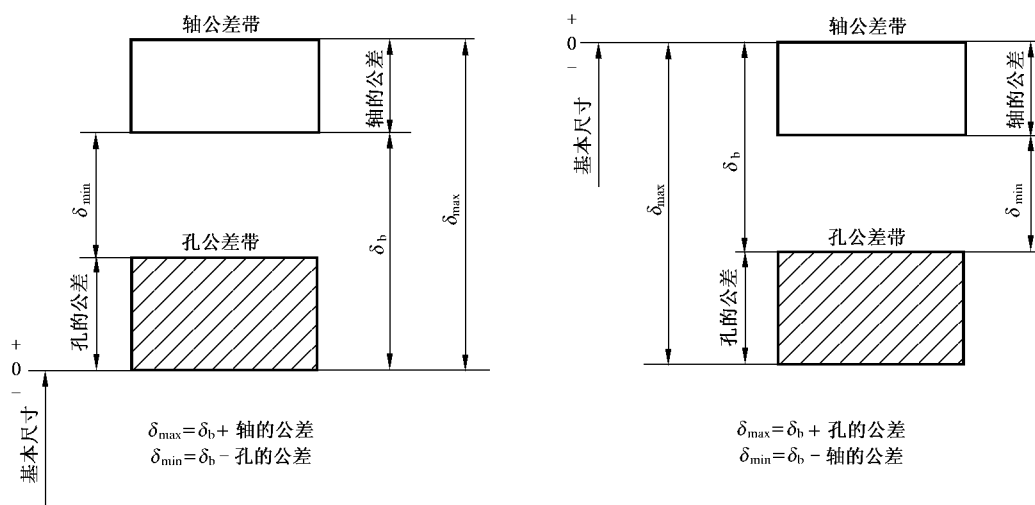 轴公差带
轴的公差
δmin
δb
δmax
孔公差带
孔的公差
+
0
−
基本尺寸
δmax=δb+ 轴的公差
δmin=δb− 孔的公差
+
0
−
基本尺寸
轴公差带
轴的公差
δb
δmax
δmin
孔公差带
孔的公差
δmax=δb+ 孔的公差
δmin=δb− 轴的公差